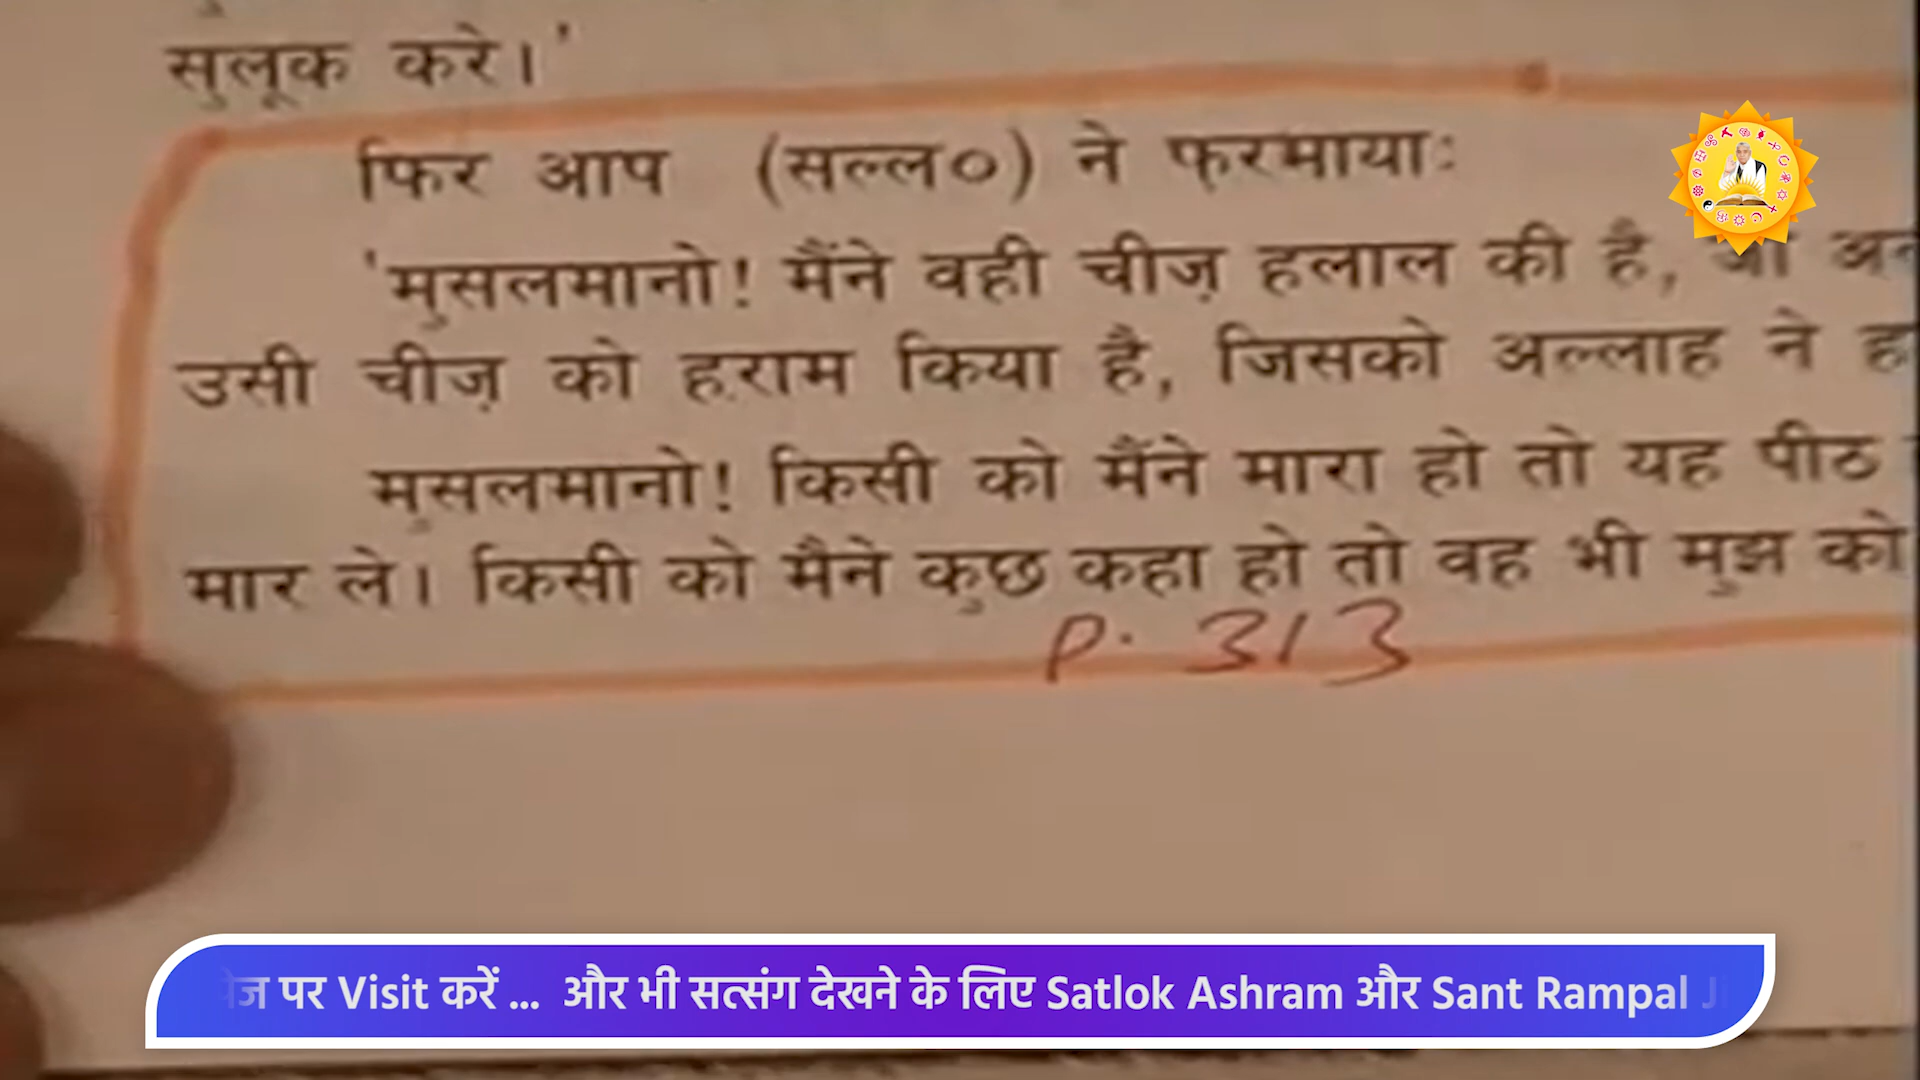 सुलूक करे।'
फिर आप (सल्ल०) ने फ़रमायाः
'मुसलमानो! मैंने वही चीज़ हलाल की है,
उसी चीज़ को हराम किया है, जिसको अल्लाह ने
मुसलमानो! किसी को मैंने मारा हो तो यह पीठ
मार ले। किसी को मैने कुछ कहा हो तो वह भी मुझ को
P. 313
पेज पर Visit करें ... और भी सत्संग देखने के लिए Satlok Ashram और Sant Rampal J